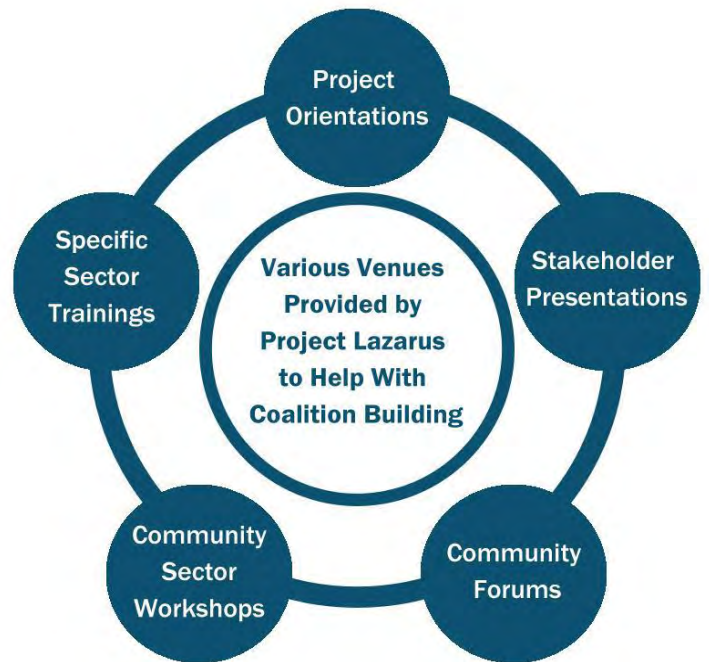 Project
Orientations
Stakeholder
Presentations
Community
Forums
Community
Sector
Workshops
Specific
Sector
Trainings
Various Venues
Provided by
Project Lazarus
to Help With
Coalition Building